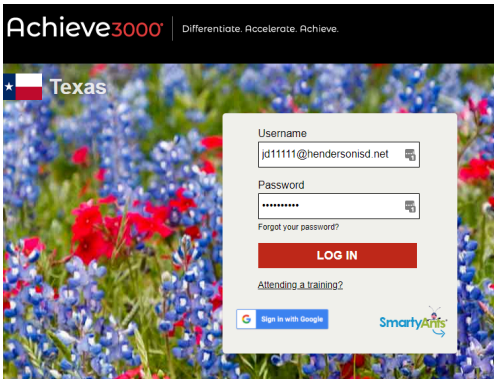 Achieve3000® Differentiate. Accelerate. Achieve.
Texas
Username
jd11111@hendersonisd.net
Password
••••••••••
Forgot your password?
LOG IN
Attending a training?
G Sign in with Google
SmartyAnts